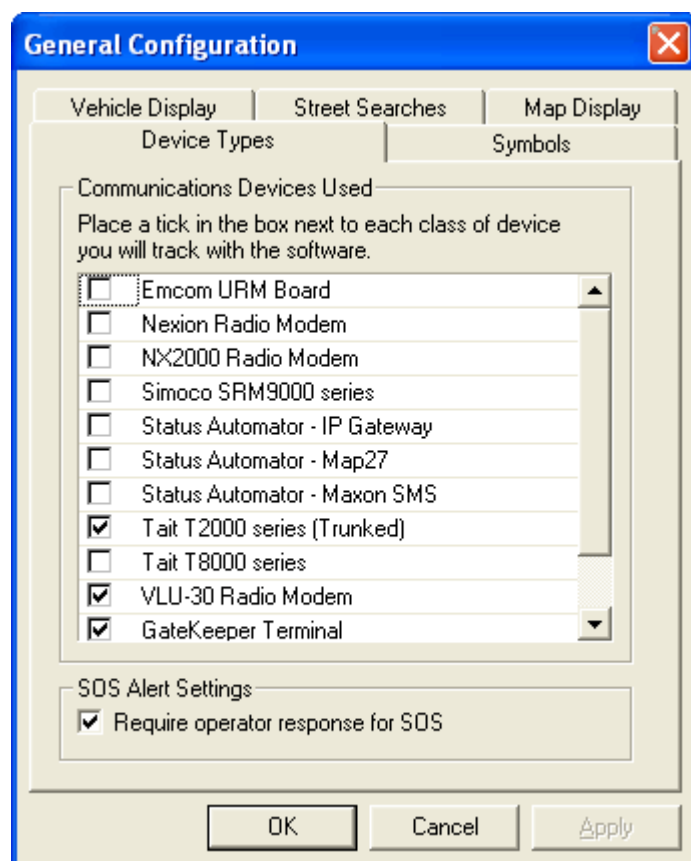 General Configuration
Vehicle Display
Street Searches
Map Display
Device Types
Symbols
Communications Devices Used
Place a tick in the box next to each class of device
you will track with the software.
Emcom URM Board
Nexion Radio Modem
NX2000 Radio Modem
Simoco SRM9000 series
Status Automator - IP Gateway
Status Automator - Map27
Status Automator - Maxon SMS
Tait T2000 series (Trunked)
Tait T8000 series
VLU-30 Radio Modem
GateKeeper Terminal
SOS Alert Settings
Require operator response for SOS
OK
Cancel
Apply